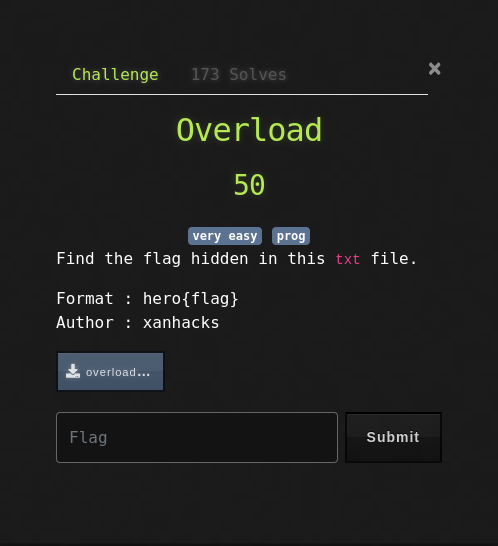 Challenge 173 Solves ×
Overload
50
very easy prog
Find the flag hidden in this txt file.
Format : hero{flag}
Author : xanhacks
overload...
Flag Submit